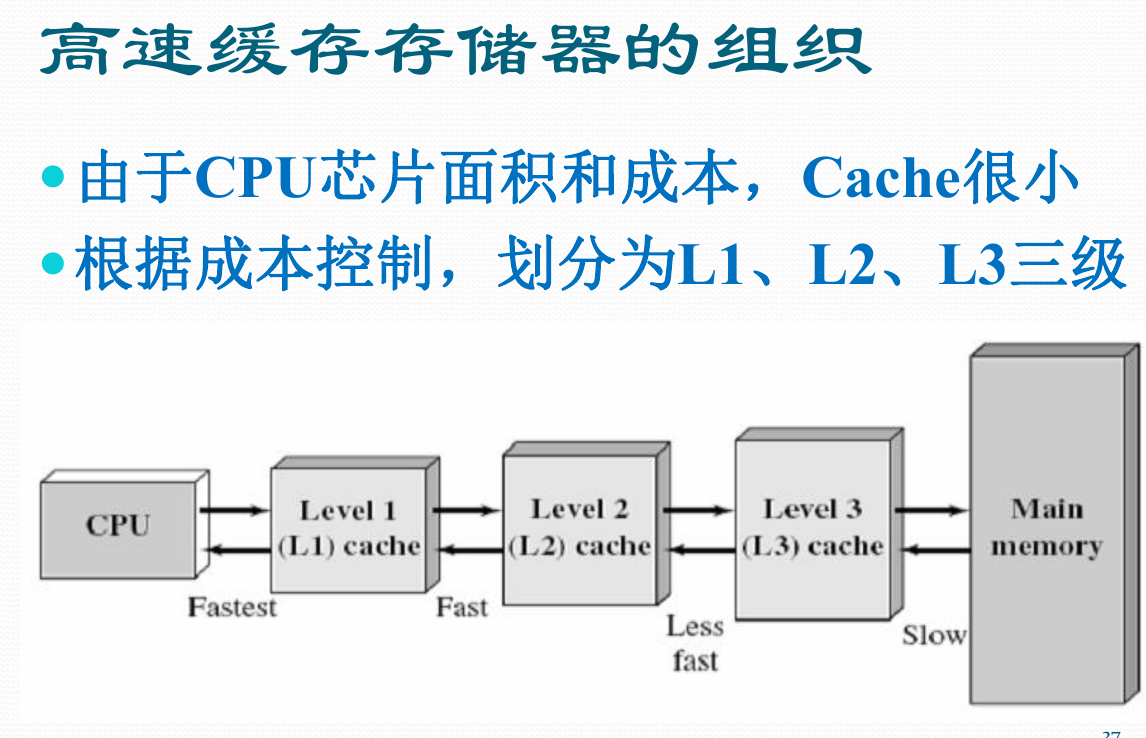 高速缓存存储器的组织
•由于CPU芯片面积和成本，Cache很小
•根据成本控制，划分为L1、L2、L3三级
CPU
Level 1
(L1) cache
Level 2
(L2) cache
Level 3
(L3) cache
Main
memory
Fastest
Fast
Less
fast
Slow
27